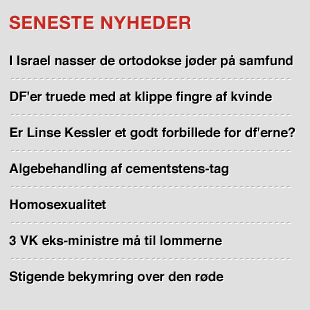 SENESTE NYHEDER
I Israel nasser de ortodokse jøder på samfund
DF'er truede med at klippe fingre af kvinde
Er Linse Kessler et godt forbillede for df'erne?
Algebehandling af cementstens-tag
Homosexualitet
3 VK eks-ministre må til lommerne
Stigende bekymring over den røde